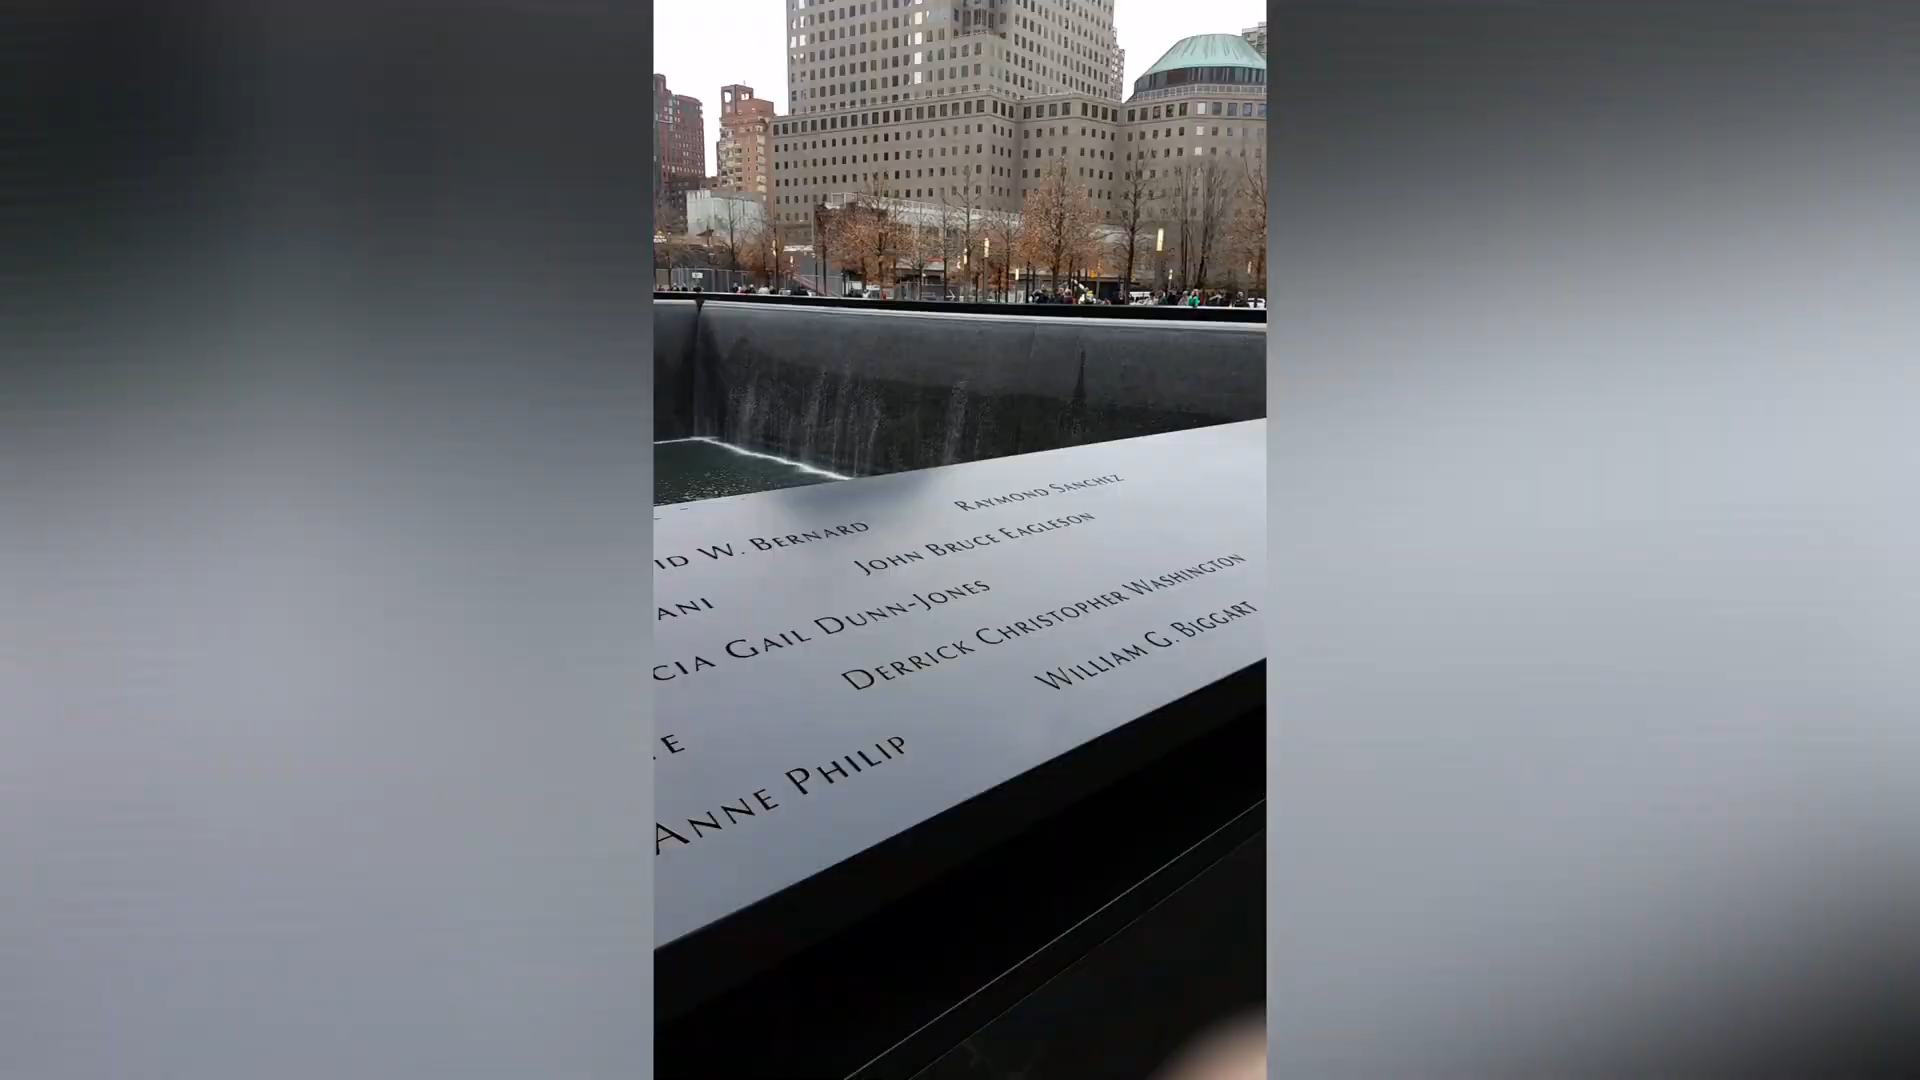 RAYMOND SANCHEZ
W. BERNARD
JOHN BRUCE EAGLESON
ANI
CIA GAIL DUNN-JONES
DERRICK CHRISTOPHER WASHINGTON
WILLIAM G. BIGGART
ANNE PHILIP